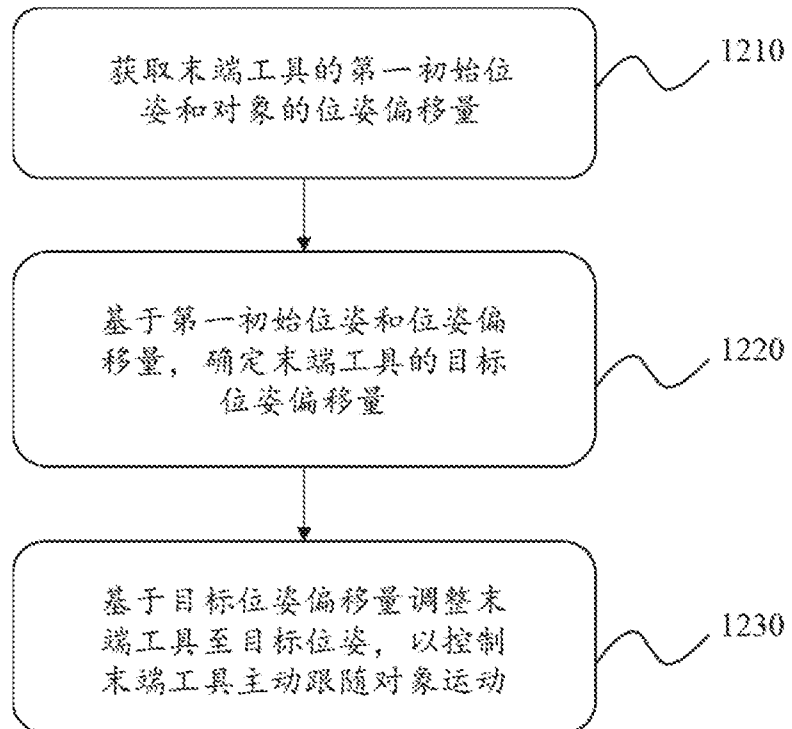 获取末端工具的第一初始位
姿和对象的位姿偏移量
1210
基于第一初始位姿和位姿偏
移量，确定末端工具的目标
位姿偏移量
1220
基于目标位姿偏移量调整末
端工具至目标位姿，以控制
末端工具主动跟随对象运动
1230